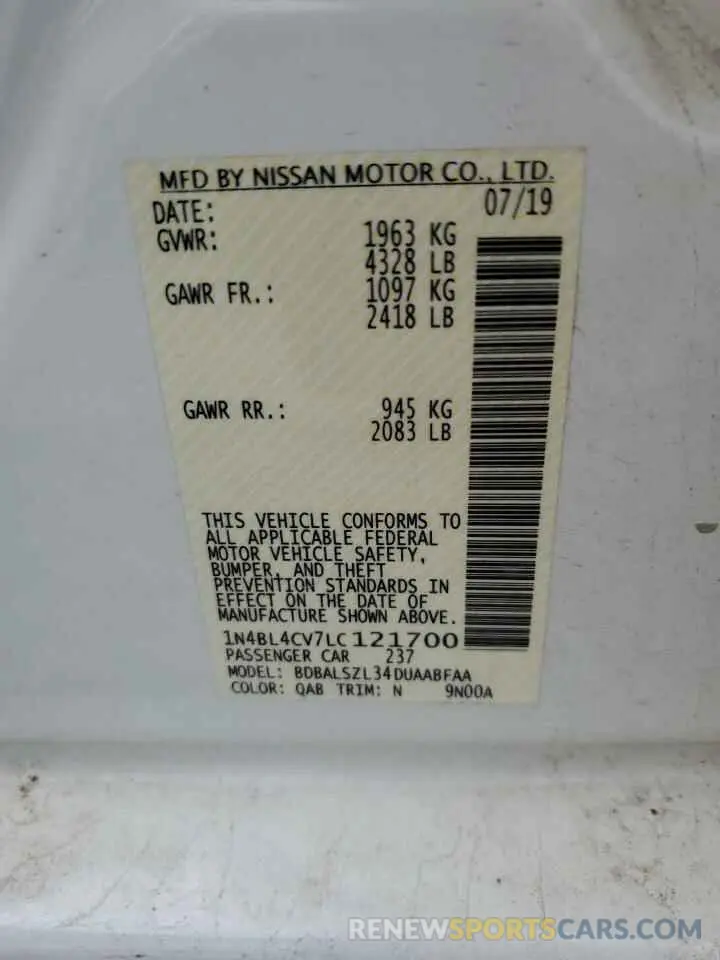 MFD BY NISSAN MOTOR CO., LTD.
DATE: 07/19
GVWR: 1963 KG
4328 LB
GAWR FR.: 1097 KG
2418 LB
GAWR RR.: 945 KG
2083 LB
THIS VEHICLE CONFORMS TO
ALL APPLICABLE FEDERAL
MOTOR VEHICLE SAFETY,
BUMPER, AND THEFT
PREVENTION STANDARDS IN
EFFECT ON THE DATE OF
MANUFACTURE SHOWN ABOVE.
1N4BL4CV7LC121700
PASSENGER CAR 237
MODEL: BDBALSZL34DUAABFAA
COLOR: QAB TRIM: N 9N00A
RENEWSPORTSCARS.COM